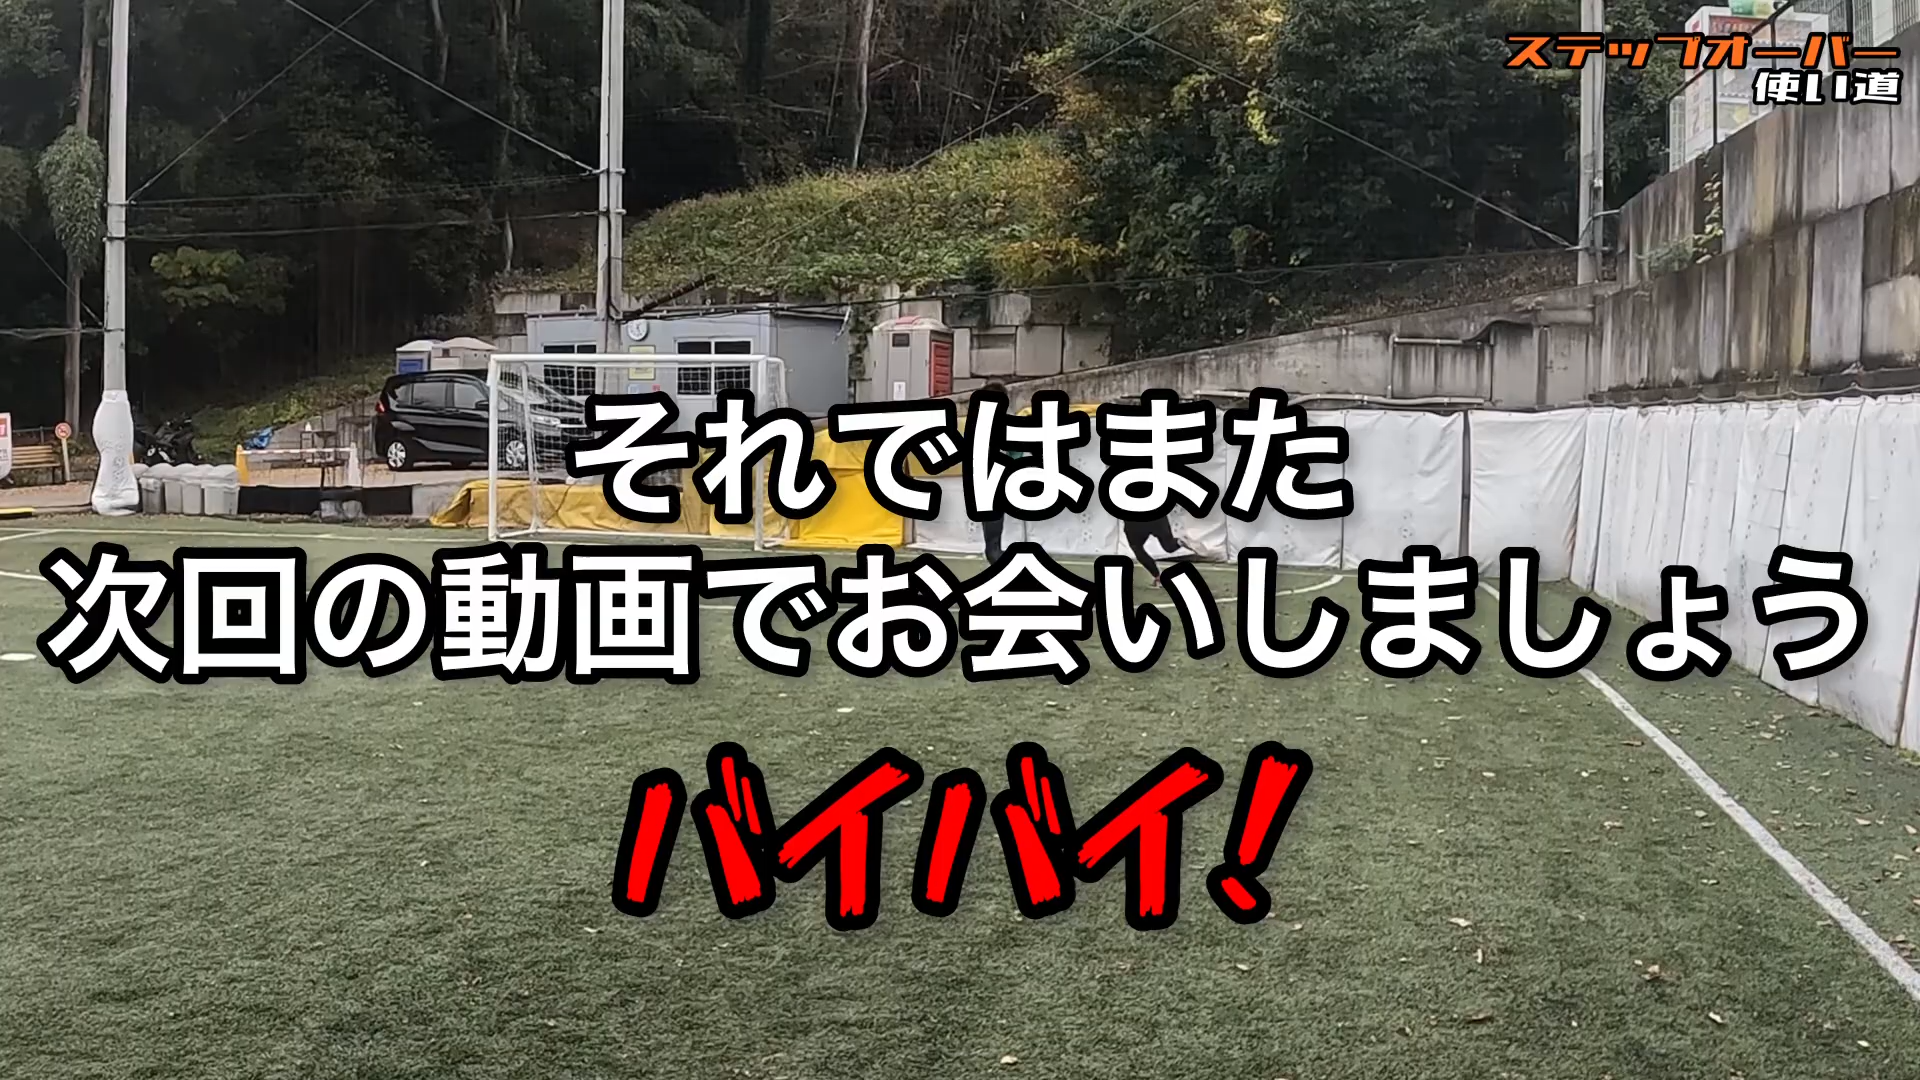 ステップオーバー
使い道
それではまた
次回の動画でお会いしましょう
バイバイ!